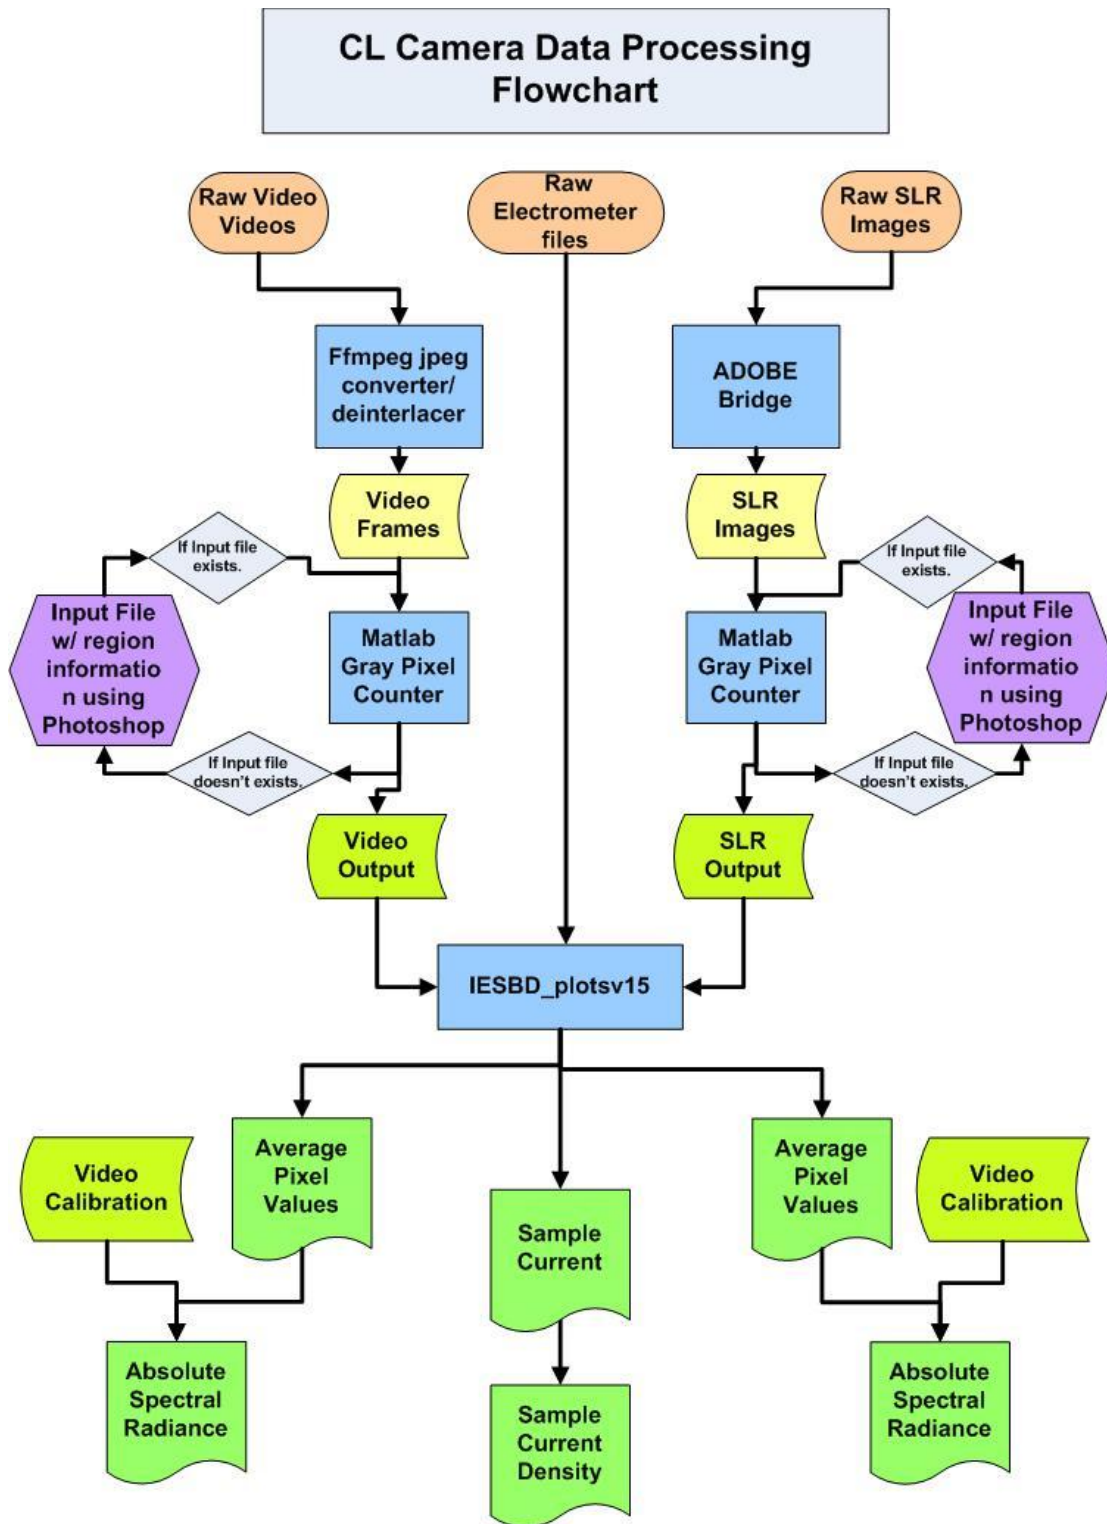 CL Camera Data Processing
Flowchart
Raw Video
Videos
Raw
Electrometer
files
Raw SLR
Images
Ffmpeg jpeg
converter/
deinterlacer
ADOBE
Bridge
Video
Frames
SLR
Images
If Input file
exists.
If Input file
exists.
Input File
w/ region
informatio
n using
Photoshop
Matlab
Gray Pixel
Counter
Matlab
Gray Pixel
Counter
Input File
w/ region
informatio
n using
Photoshop
If Input file
doesn't exists.
If Input file
doesn't exists.
Video
Output
SLR
Output
IESBD_plotsv15
Video
Calibration
Average
Pixel
Values
Sample
Current
Average
Pixel
Values
Video
Calibration
Absolute
Spectral
Radiance
Sample
Current
Density
Absolute
Spectral
Radiance